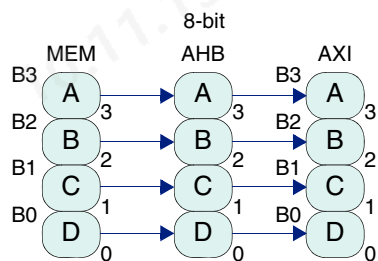 8-bit
MEM AHB AXI
B3 B3
A A A
3 3 3
B2 B2
B B B
2 2 2
B1 B1
C C C
1 1 1
B0 B0
D D D
0 0 0